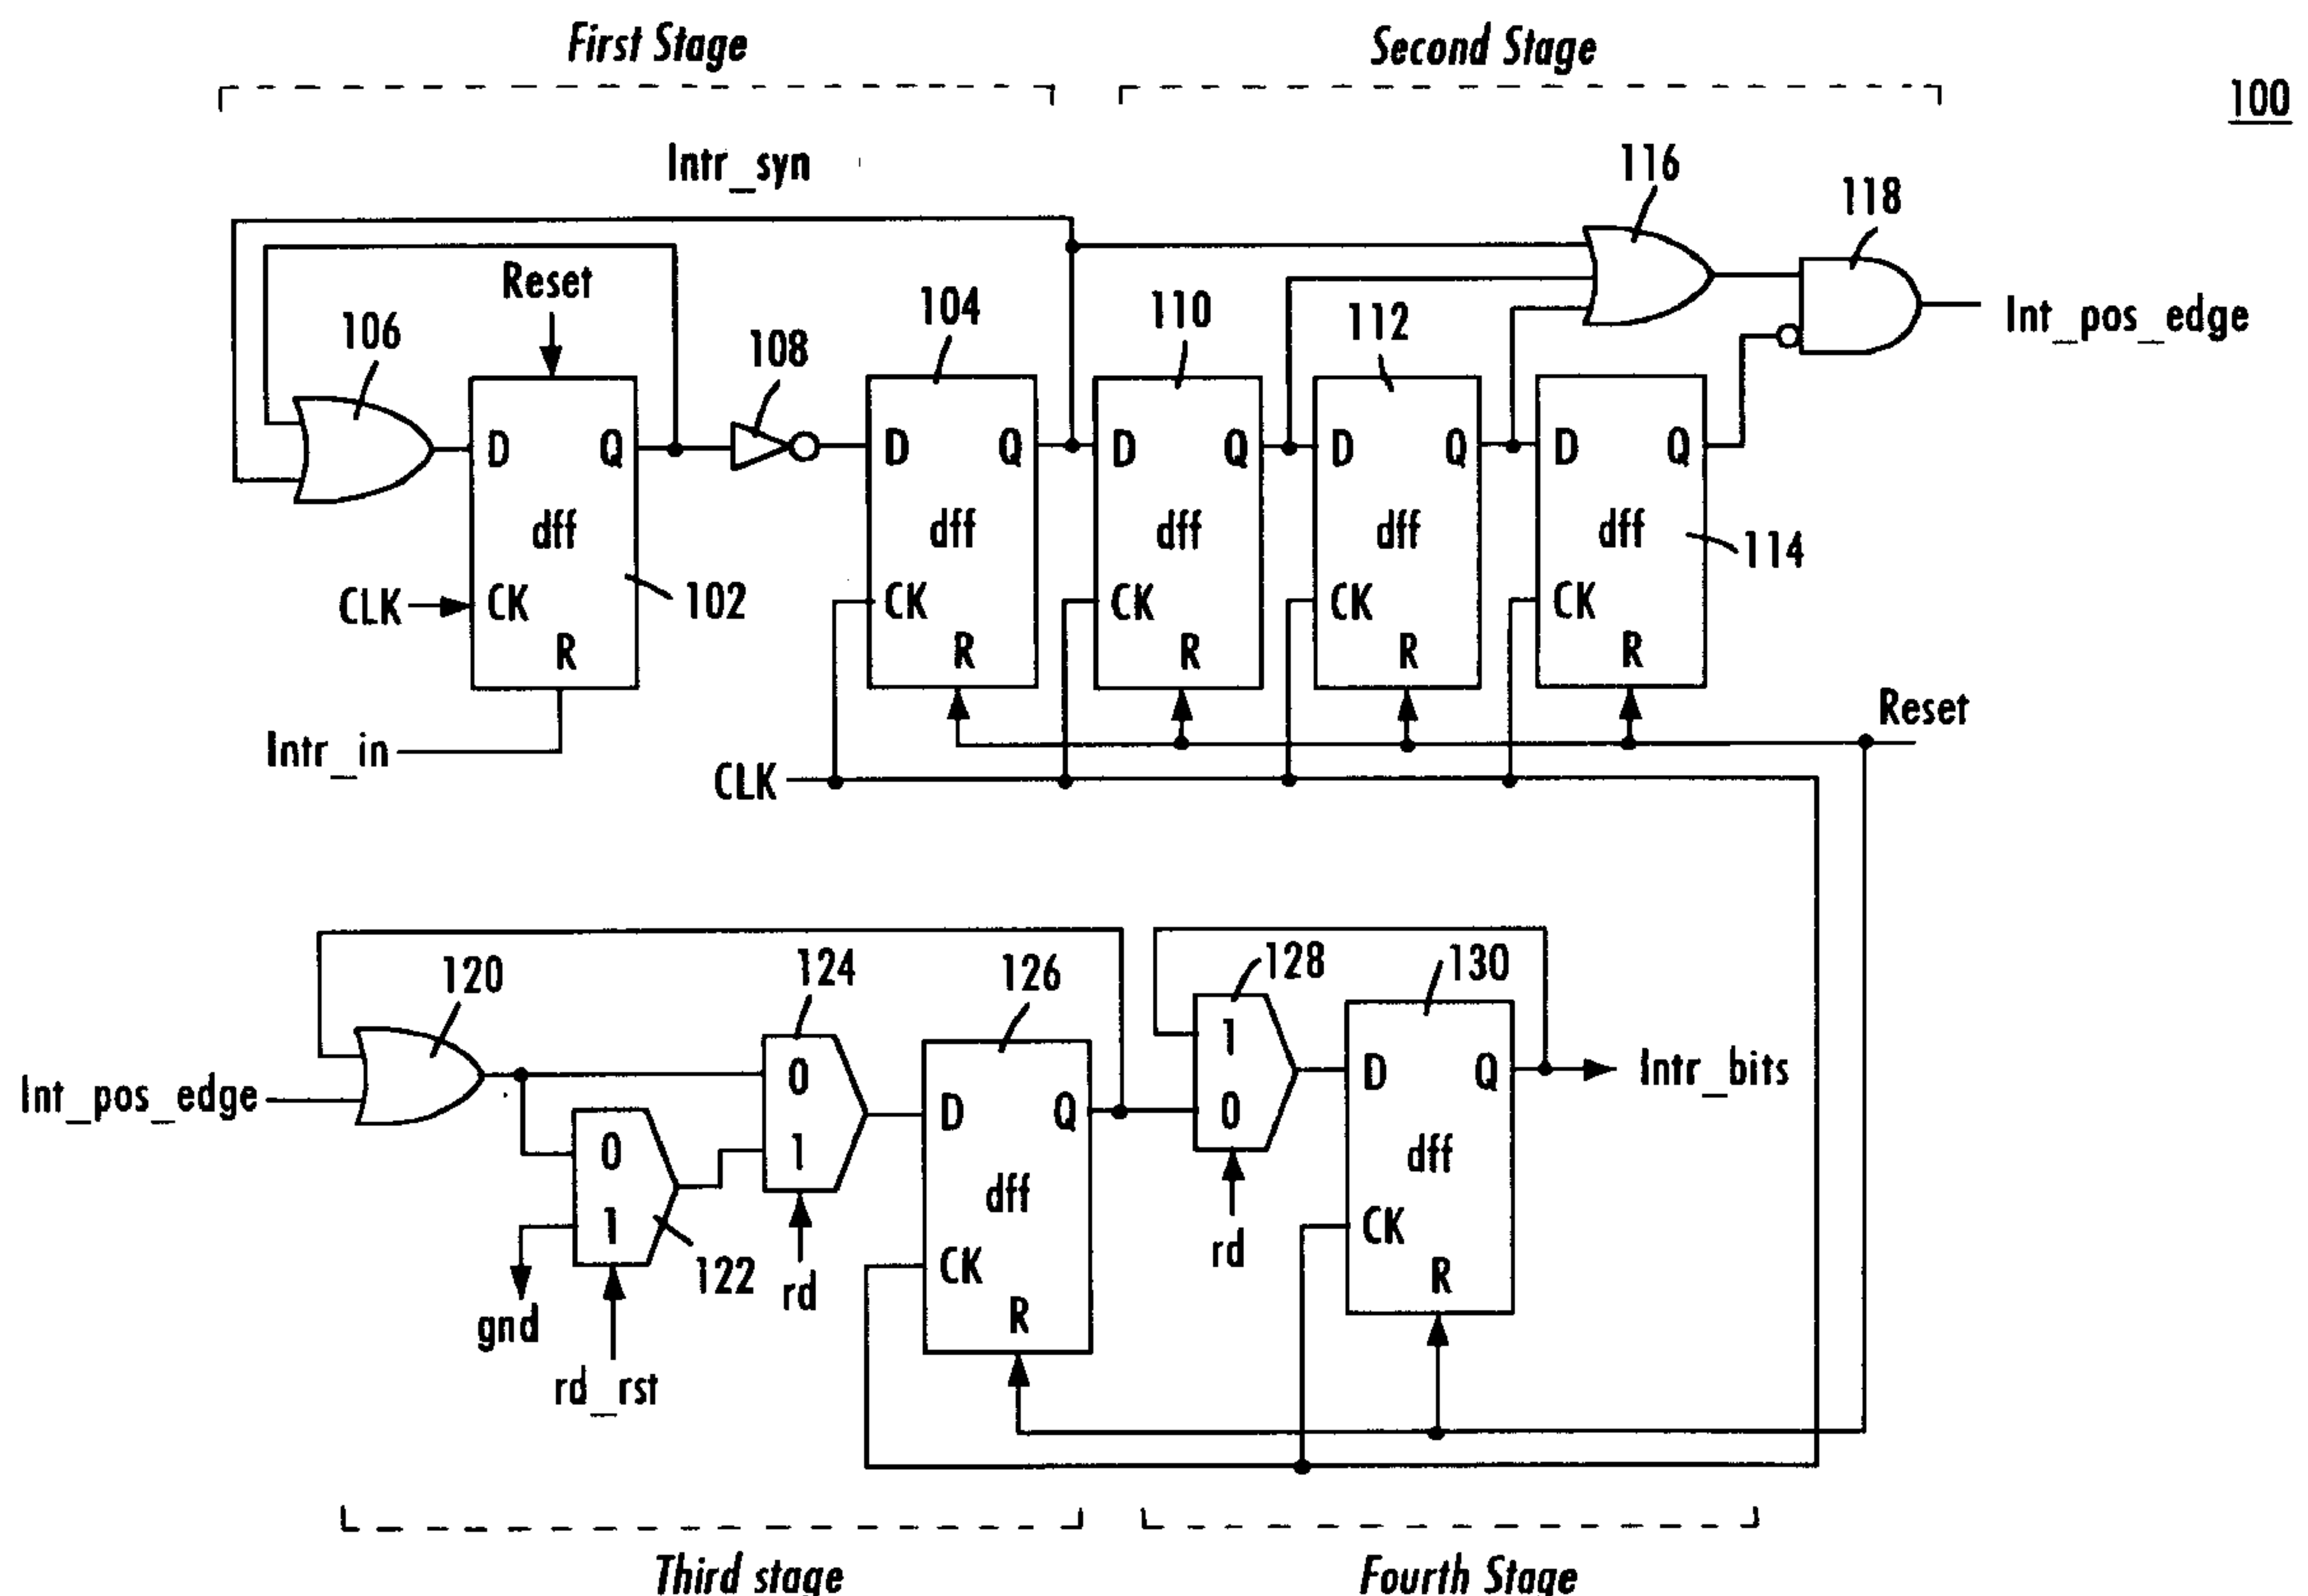 First Stage
Second Stage
100
Intr_syn
116
118
Reset
106
108
104
110
112
Int_pos_edge
D Q
D Q
D Q
D Q
D Q
dff
dff
dff
dff
dff
114
CLK
CK
102
CK
CK
CK
CK
R
R
R
R
R
Reset
Intr_in
CLK
120
124
126
128
130
1
0
D Q
Intr_bits
Int_pos_edge
0
D Q
0
1
dff
dff
1
CK
122
rd
CK
rd
R
R
gnd
rd_rst
Third stage
Fourth Stage